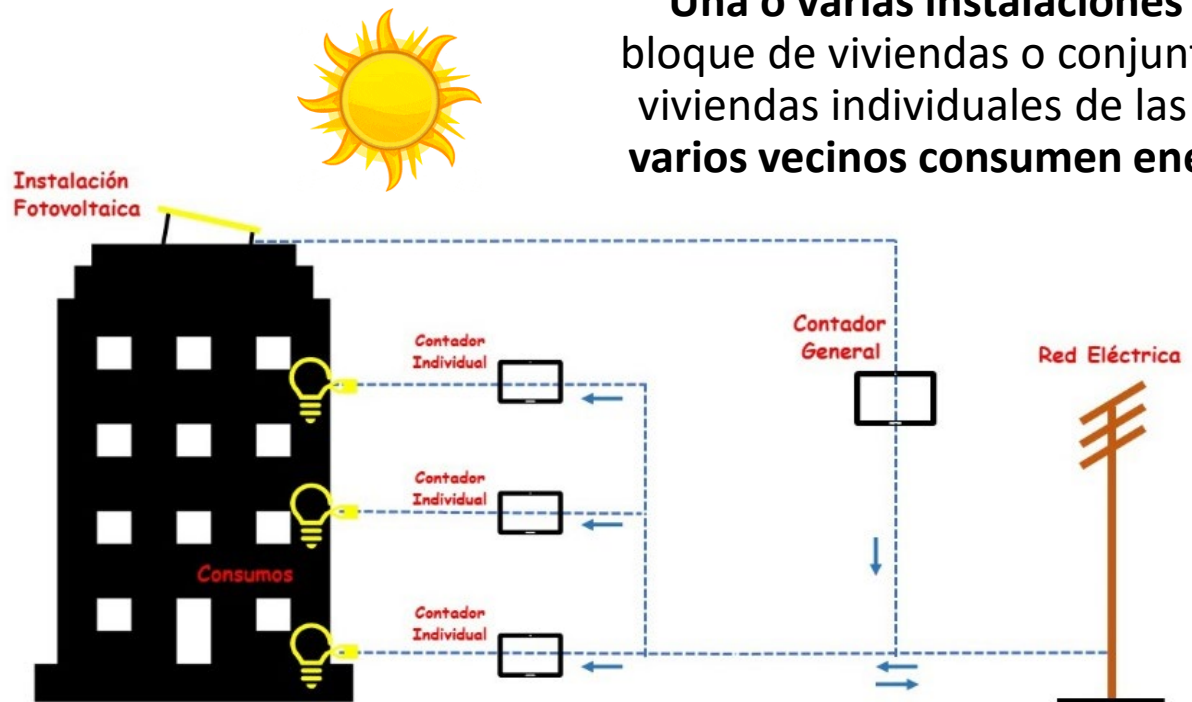 Una o varias instalaciones
bloque de viviendas o conjunt
viviendas individuales de las
varios vecinos consumen ene
Instalación
Fotovoltaica
Contador
Individual
Contador
General
Red Eléctrica
Contador
Individual
Consumos
Contador
Individual